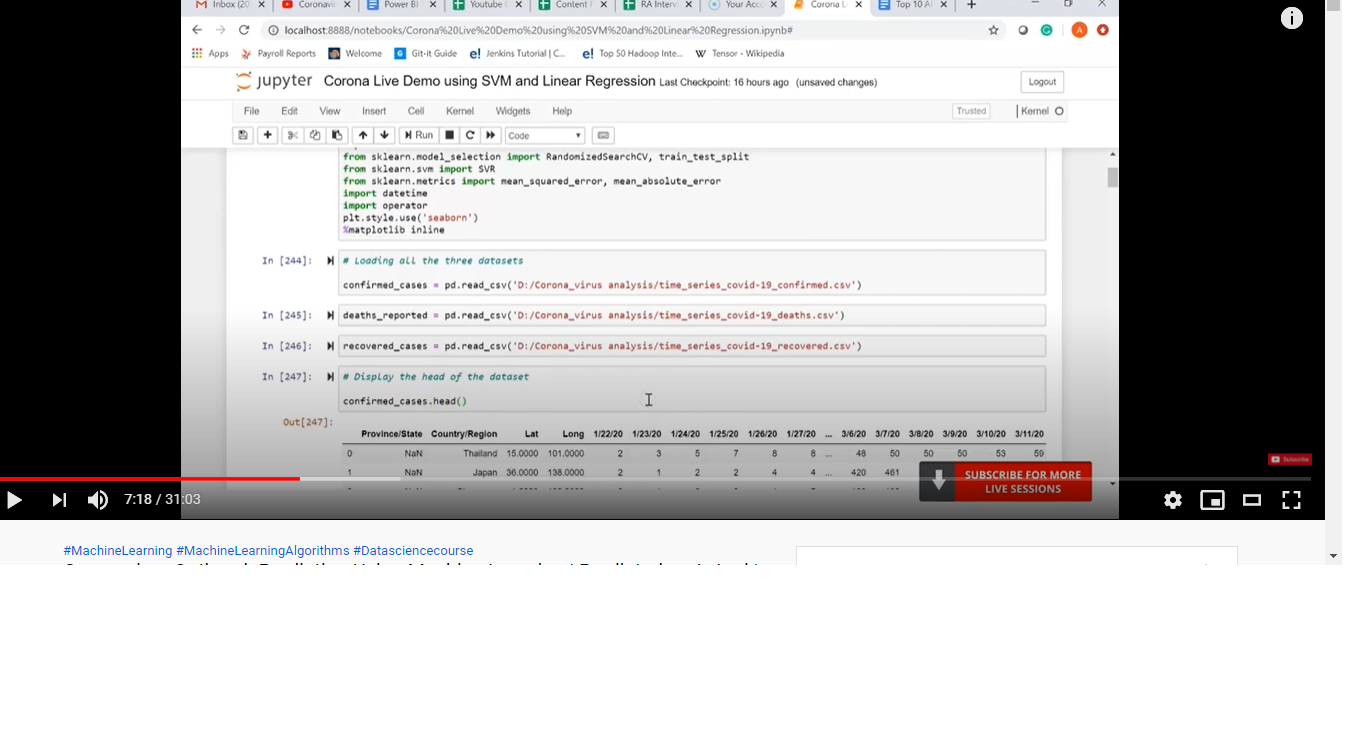 Inbox (20
Coronavi
Power BI
Youtube C
Content P
RA Interv
Your Acc
Corona Li
Top 10 A
localhost:8888/notebooks/Corona%20Live%20Demo%20using%20SVM%20and%20Linear%20Regression.ipynb#
Apps Payroll Reports Welcome Git-it Guide Jenkins Tutorial | C... Top 50 Hadoop Inte... Tensor - Wikipedia
jupyter Corona Live Demo using SVM and Linear Regression Last Checkpoint: 16 hours ago (unsaved changes) Logout
File Edit View Insert Cell Kernel Widgets Help Trusted Kernel
Run Code
from sklearn.model_selection import RandomizedSearchCV, train_test_split
from sklearn.svm import SVR
from sklearn.metrics import mean_squared_error, mean_absolute_error
import datetime
import operator
plt.style.use('seaborn')
%matplotlib inline
In [244]: # Loading all the three datasets
confirmed_cases = pd.read_csv('D:/Corona_virus analysis/time_series_covid-19_confirmed.csv')
In [245]: deaths_reported = pd.read_csv('D:/Corona_virus analysis/time_series_covid-19_deaths.csv')
In [246]: recovered_cases = pd.read_csv('D:/Corona_virus analysis/time_series_covid-19_recovered.csv')
In [247]: # Display the head of the dataset
confirmed_cases.head()
Out[247]:
Province/State Country/Region Lat Long 1/22/20 1/23/20 1/24/20 1/25/20 1/26/20 1/27/20 ... 3/6/20 3/7/20 3/8/20 3/9/20 3/10/20 3/11/20
0 NaN Thailand 15.0000 101.0000 2 3 5 7 8 8 ... 48 50 50 50 53 59
1 NaN Japan 36.0000 138.0000 2 1 2 2 4 4 ... 420 461
SUBSCRIBE FOR MORE
LIVE SESSIONS
Subscribe
7:18 / 31:03
#MachineLearning #MachineLearningAlgorithms #Datasciencecourse